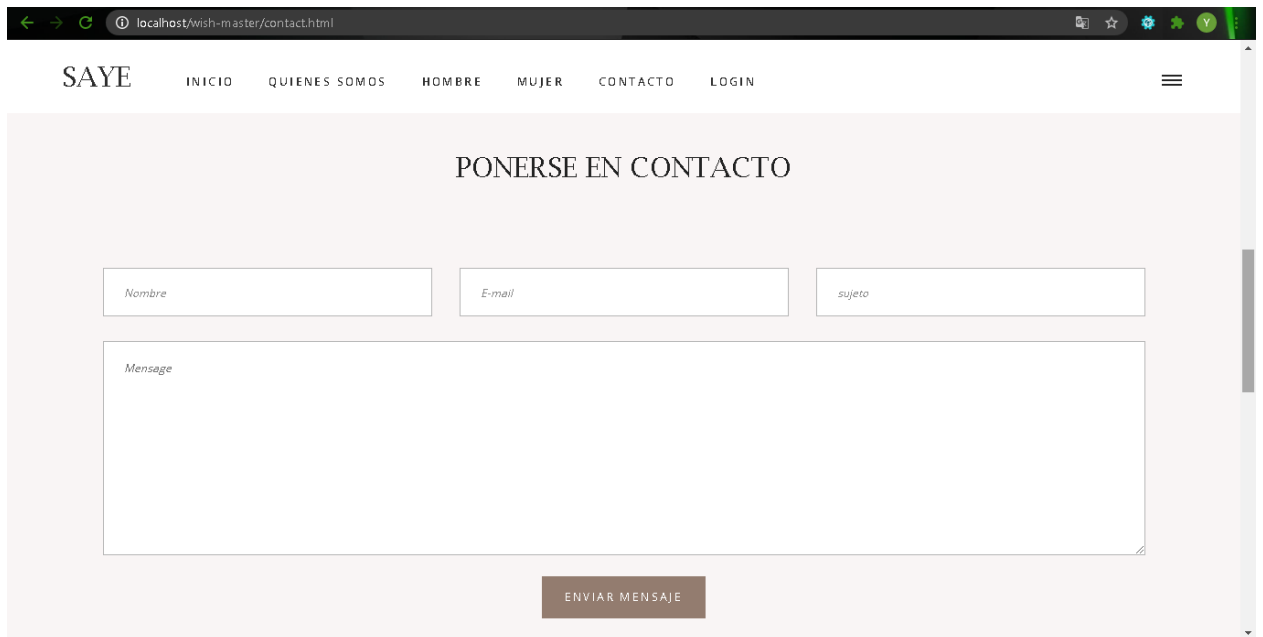 localhost/wish-master/contact.html
Y
SAYE INICIO QUIENES SOMOS HOMBRE MUJER CONTACTO LOGIN
PONERSE EN CONTACTO
Nombre E-mail sujeto
Mensage
ENVIAR MENSAJE